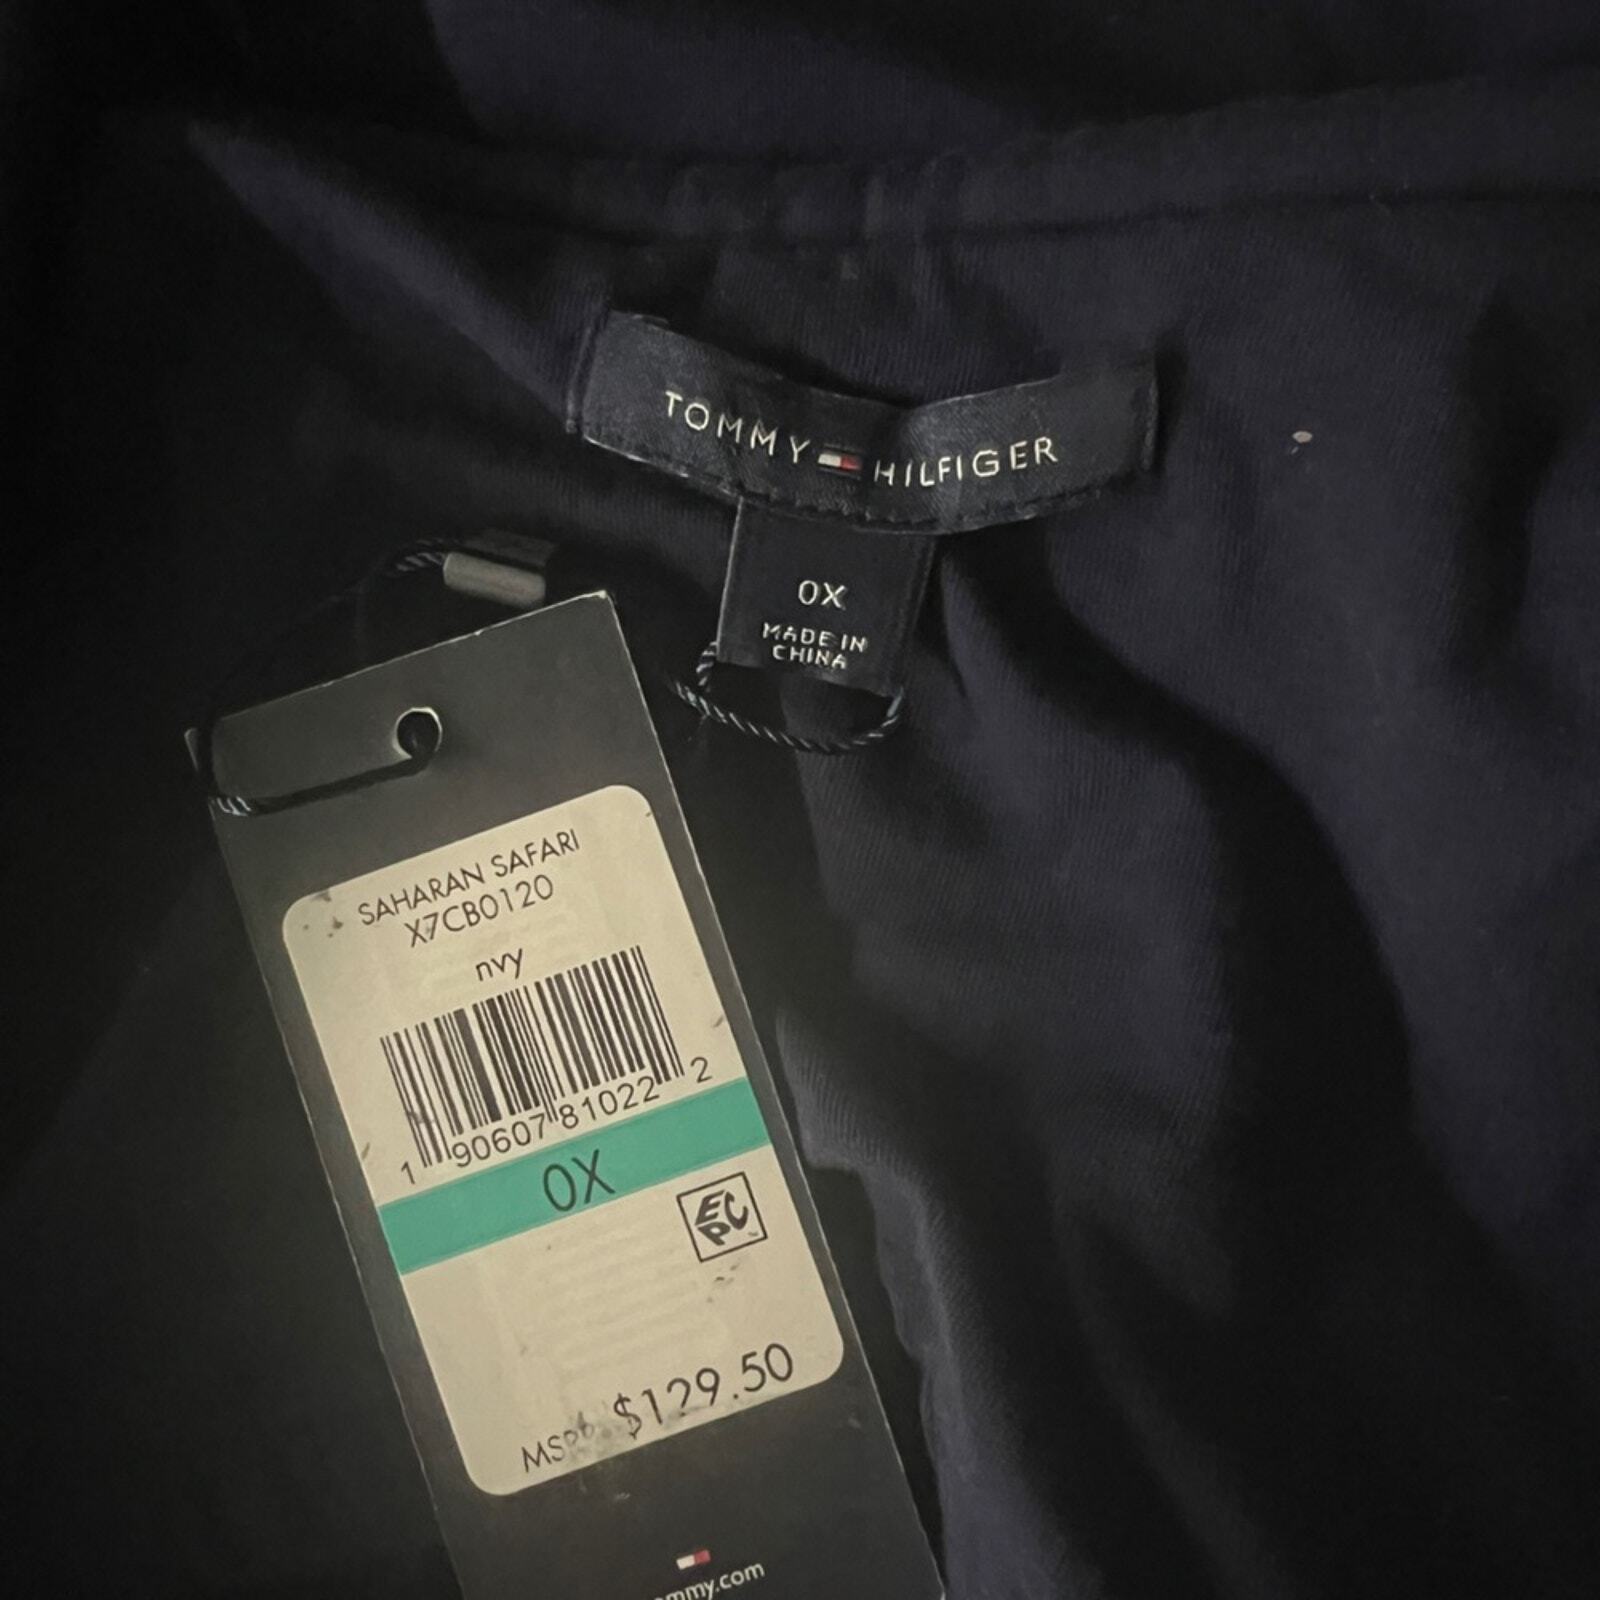 TOMMY HILFIGER
0X
MADE IN
CHINA
SAHARAN SAFARI
X7CB0120
nvy
1 90607 81022 2
0X
EPC
$129.50